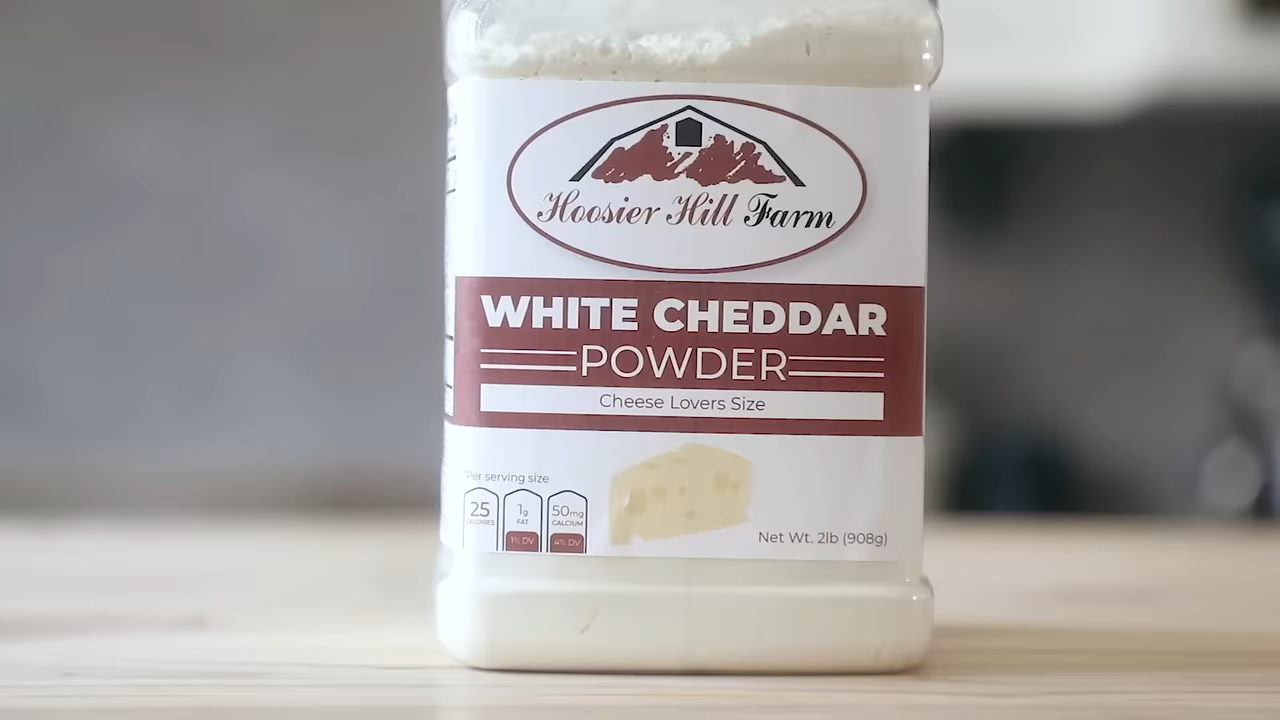 Hoosier Hill Farm
WHITE CHEDDAR
POWDER
Cheese Lovers Size
*Per serving size
25
CALORIES
1g
FAT
1% DV
50mg
CALCIUM
4% DV
Net Wt. 2lb (908g)